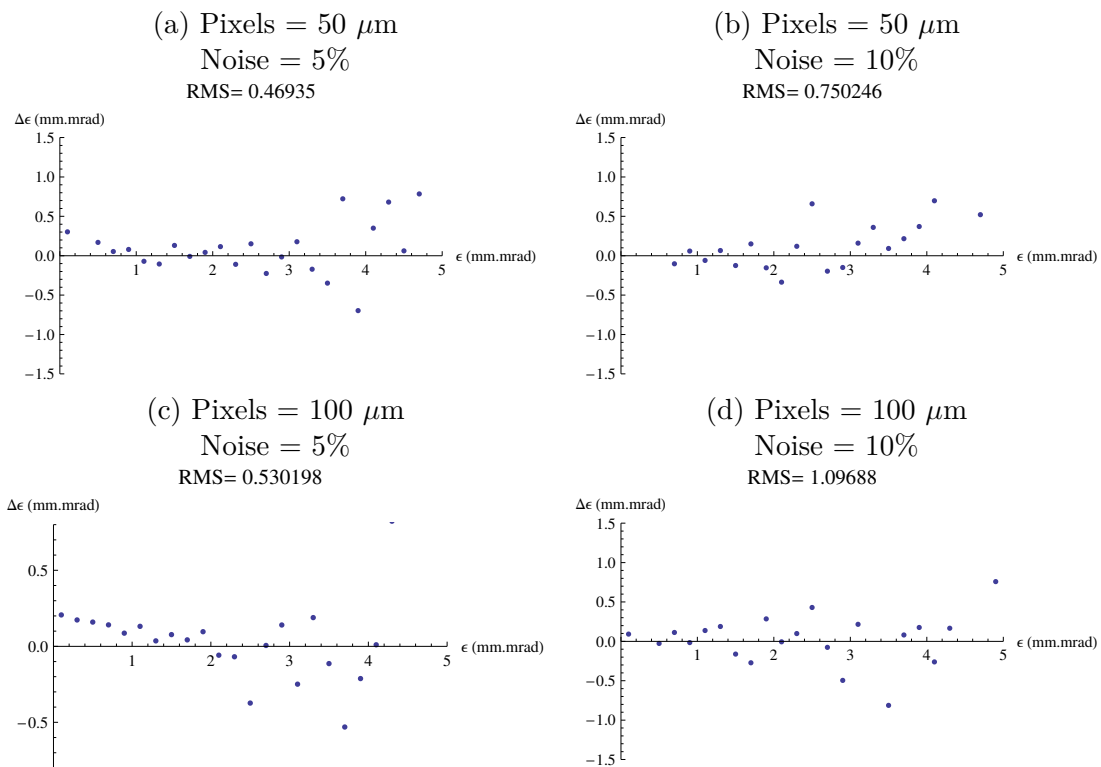 (a) Pixels = 50 μm
Noise = 5%
RMS= 0.46935
Δϵ (mm.mrad)
1.5
1.0
0.5
0.0
−0.5
−1.0
−1.5
1 2 3 4 5
ϵ (mm.mrad)
(b) Pixels = 50 μm
Noise = 10%
RMS= 0.750246
Δϵ (mm.mrad)
1.5
1.0
0.5
0.0
−0.5
−1.0
−1.5
1 2 3 4 5
ϵ (mm.mrad)
(c) Pixels = 100 μm
Noise = 5%
RMS= 0.530198
Δϵ (mm.mrad)
0.5
0.0
−0.5
1 2 3 4 5
ϵ (mm.mrad)
(d) Pixels = 100 μm
Noise = 10%
RMS= 1.09688
Δϵ (mm.mrad)
1.5
1.0
0.5
0.0
−0.5
−1.0
−1.5
1 2 3 4 5
ϵ (mm.mrad)